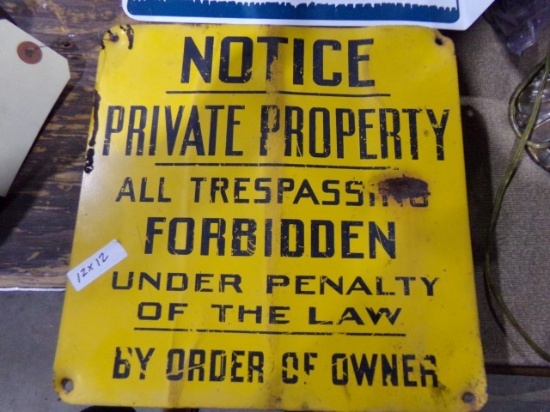 NOTICE
PRIVATE PROPERTY
ALL TRESPASSING
FORBIDDEN
12x12
UNDER PENALTY
OF THE LAW
BY ORDER OF OWNER